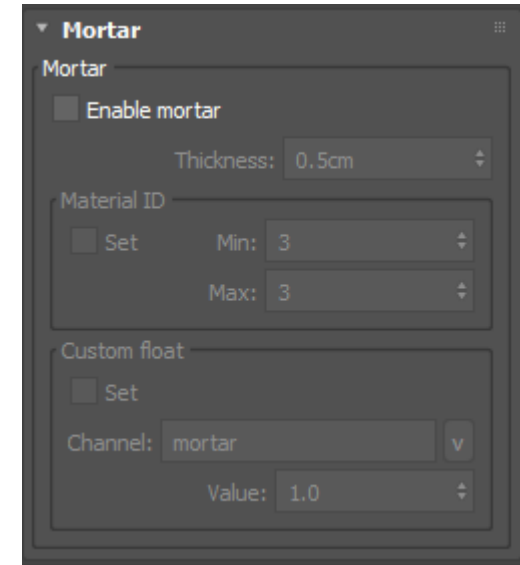 Mortar
Mortar
Enable mortar
Thickness: 0.5cm
Material ID
Set Min: 3
Max: 3
Custom float
Set
Channel: mortar v
Value: 1.0